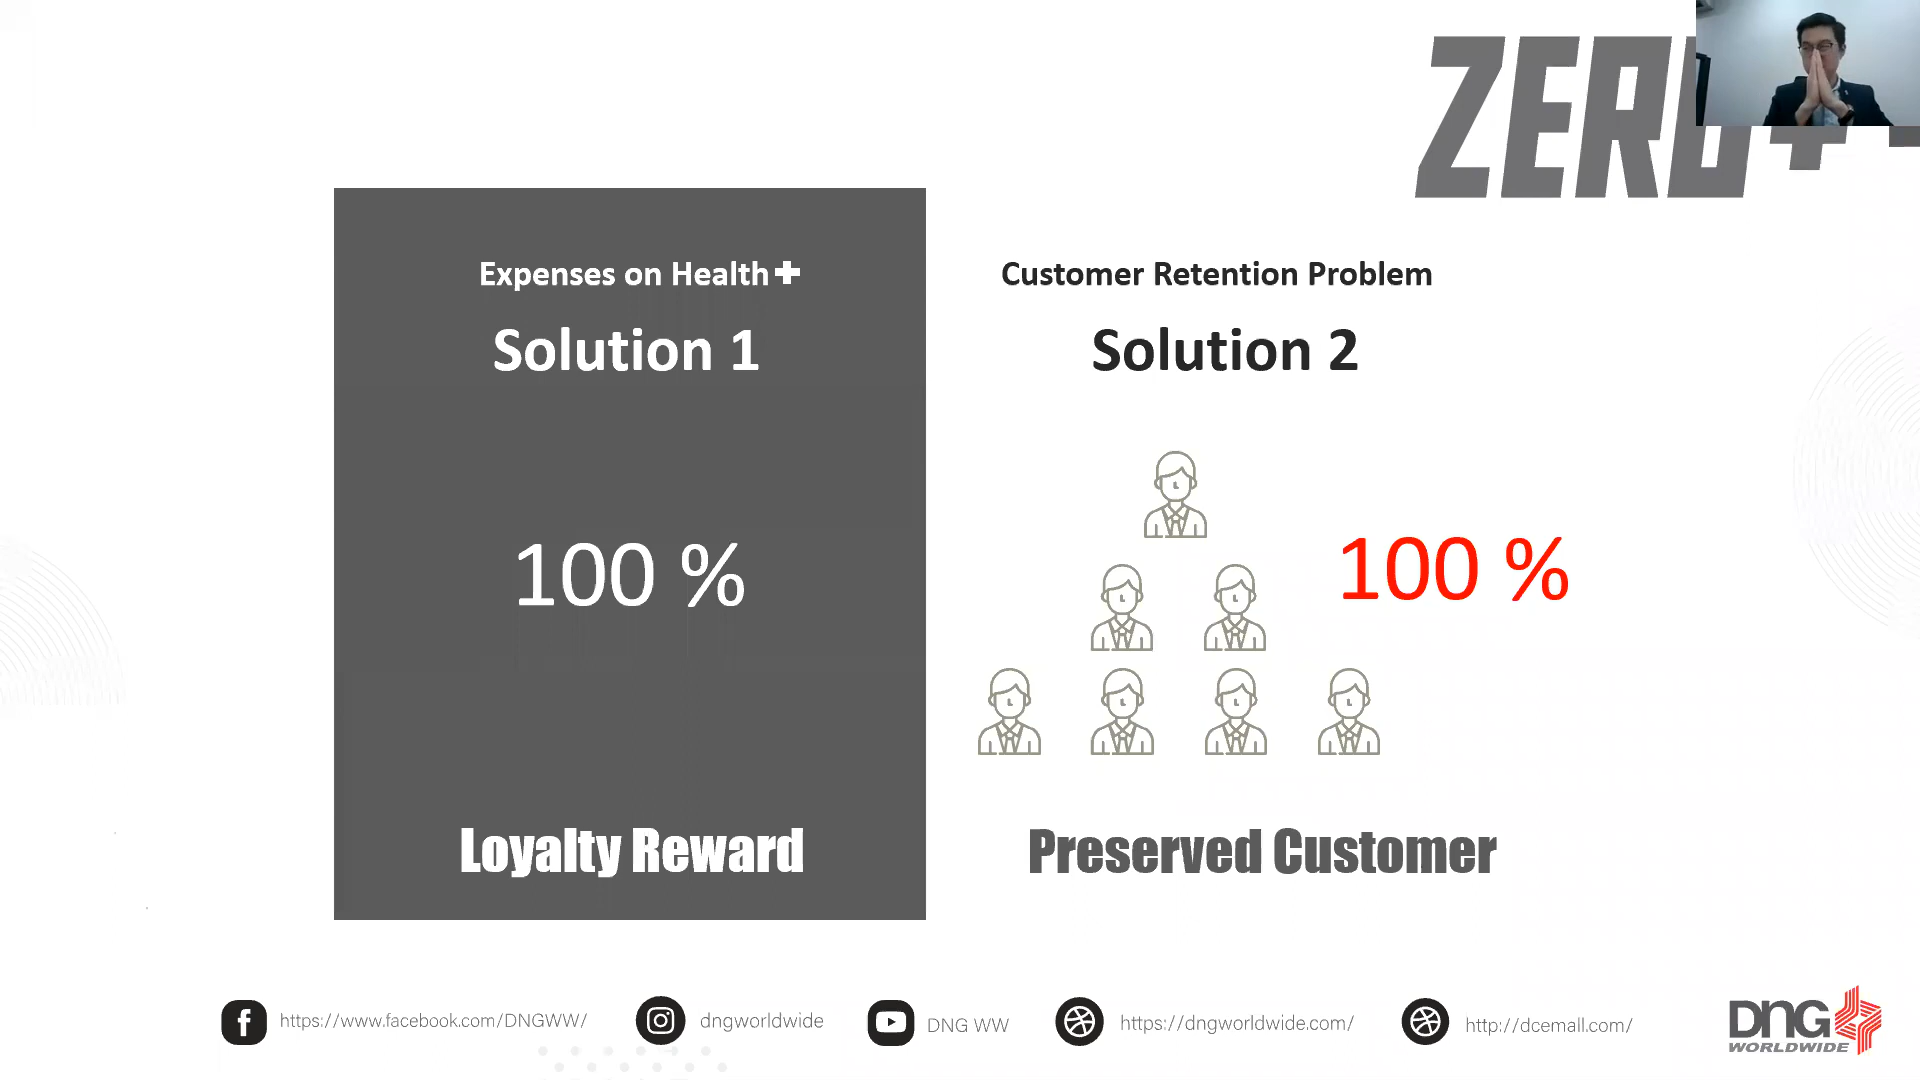 ZERO+
Expenses on Health+
Solution 1
100 %
Loyalty Reward
Customer Retention Problem
Solution 2
100 %
Preserved Customer
https://www.facebook.com/DNGWW/
dngworldwide
DNG WW
https://dngworldwide.com/
http://dcemall.com/
DNG
WORLDWIDE